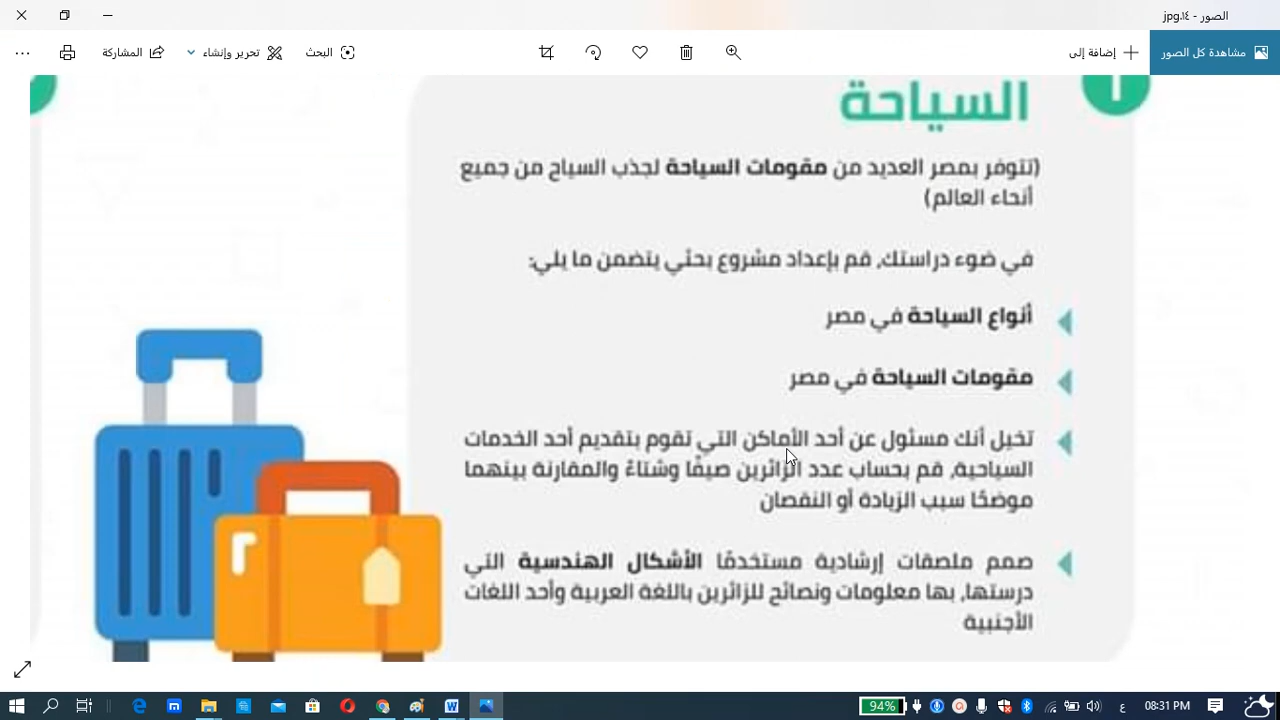 الصور - ١٤.jpg
مشاهدة كل الصور
إضافة إلى
البحث
تحرير وإنشاء
المشاركة
١
السياحة
(تتوفر بمصر العديد من مقومات السياحة لجذب السياح من جميع
أنحاء العالم)
في ضوء دراستك، قم بإعداد مشروع بحثي يتضمن ما يلي:
أنواع السياحة في مصر
مقومات السياحة في مصر
تخيل أنك مسئول عن أحد الأماكن التي تقوم بتقديم أحد الخدمات
السياحية، قم بحساب عدد الزائرين صيفًا وشتاءً والمقارنة بينهما
موضحًا سبب الزيادة أو النقصان
صمم ملصقات إرشادية مستخدمًا الأشكال الهندسية التي
درستها، بها معلومات ونصائح للزائرين باللغة العربية وأحد اللغات
الأجنبية
94%
ع
08:31 PM